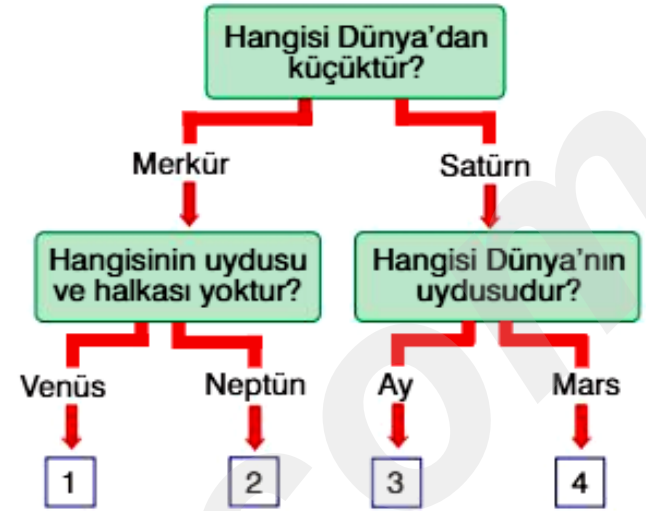 Hangisi Dünya'dan
küçüktür?
Merkür
Satürn
Hangisinin uydusu
ve halkası yoktur?
Hangisi Dünya'nın
uydusudur?
Venüs
Neptün
Ay
Mars
1
2
3
4